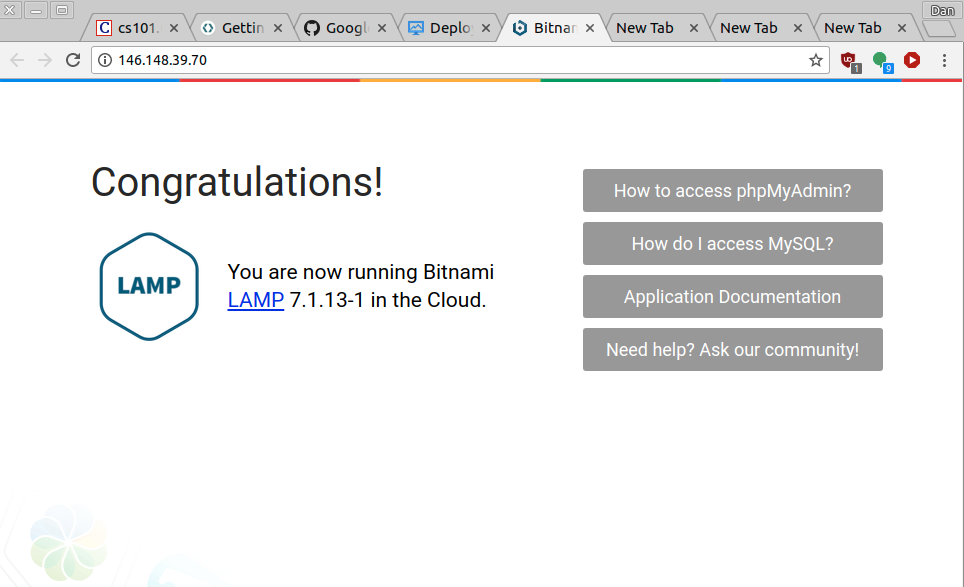 Dan
cs101.
Gettin
Google
Deplo
Bitnar
New Tab
New Tab
New Tab
146.148.39.70
1
9
Congratulations!
LAMP
You are now running Bitnami
LAMP 7.1.13-1 in the Cloud.
How to access phpMyAdmin?
How do I access MySQL?
Application Documentation
Need help? Ask our community!